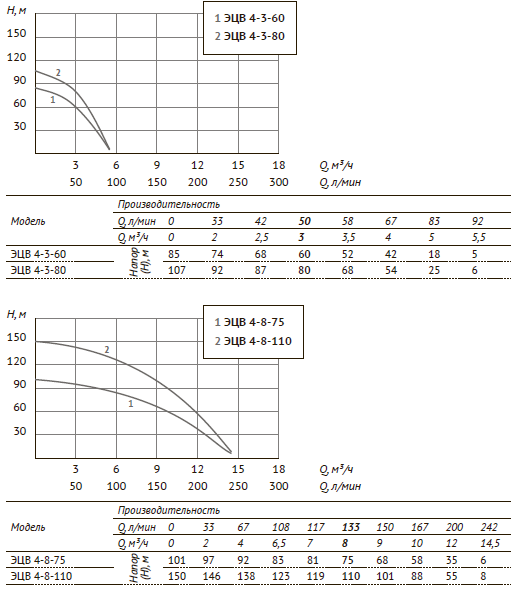 H, м
1 ЭЦВ 4-3-60
2 ЭЦВ 4-3-80
150
120
90
60
30
2
1
3 6 9 12 15 18 Q, м³/ч
50 100 150 200 250 300 Q, л/мин
Производительность
Модель Q, л/мин 0 33 42 50 58 67 83 92
Q, м³/ч 0 2 2,5 3 3,5 4 5 5,5
Напор (H), м
ЭЦВ 4-3-60 85 74 68 60 52 42 18 5
ЭЦВ 4-3-80 107 92 87 80 68 54 25 6
H, м
1 ЭЦВ 4-8-75
2 ЭЦВ 4-8-110
150
120
90
60
30
2
1
3 6 9 12 15 18 Q, м³/ч
50 100 150 200 250 300 Q, л/мин
Производительность
Модель Q, л/мин 0 33 67 108 117 133 150 167 200 242
Q, м³/ч 0 2 4 6,5 7 8 9 10 12 14,5
Напор (H), м
ЭЦВ 4-8-75 101 97 92 83 81 75 68 58 35 6
ЭЦВ 4-8-110 150 146 138 123 119 110 101 88 55 8